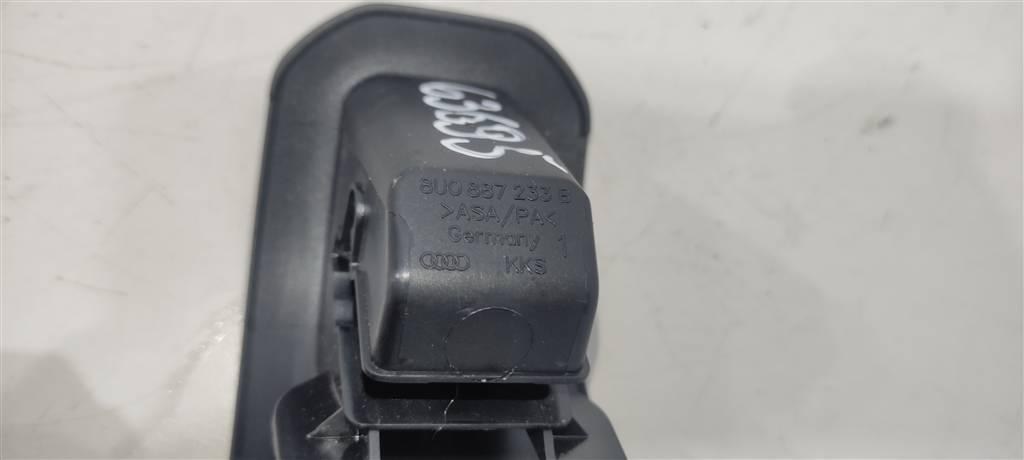 63695
8U0 887 233 B
>ASA/PA<
Germany 1
KKS